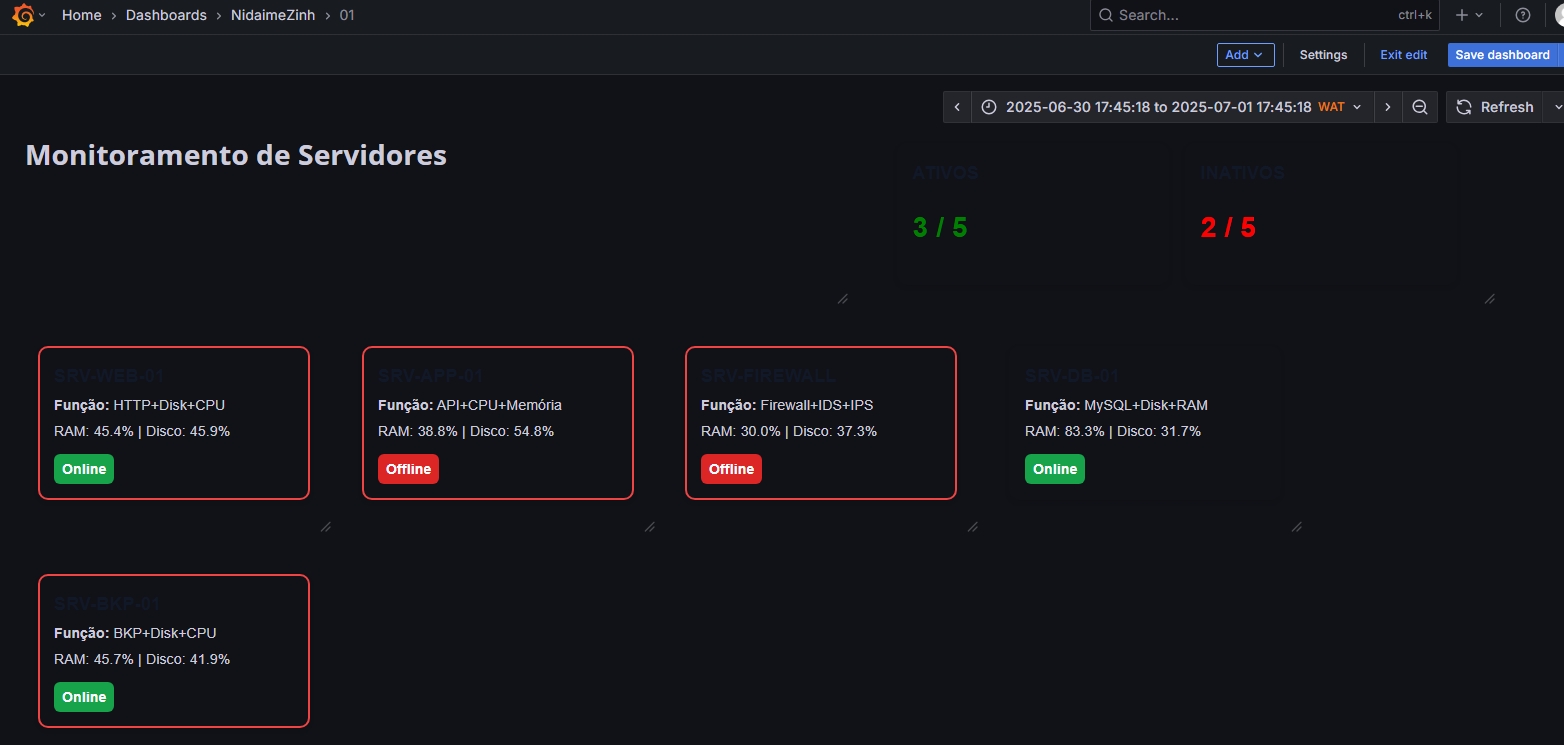 Home › Dashboards › NidaimeZinh › 01
Search... ctrl+k
Add Settings Exit edit Save dashboard
2025-06-30 17:45:18 to 2025-07-01 17:45:18 WAT Refresh
Monitoramento de Servidores
ATIVOS
3 / 5
INATIVOS
2 / 5
SRV-WEB-01
Função: HTTP+Disk+CPU
RAM: 45.4% | Disco: 45.9%
Online
SRV-APP-01
Função: API+CPU+Memória
RAM: 38.8% | Disco: 54.8%
Offline
SRV-FIREWALL
Função: Firewall+IDS+IPS
RAM: 30.0% | Disco: 37.3%
Offline
SRV-DB-01
Função: MySQL+Disk+RAM
RAM: 83.3% | Disco: 31.7%
Online
SRV-BKP-01
Função: BKP+Disk+CPU
RAM: 45.7% | Disco: 41.9%
Online